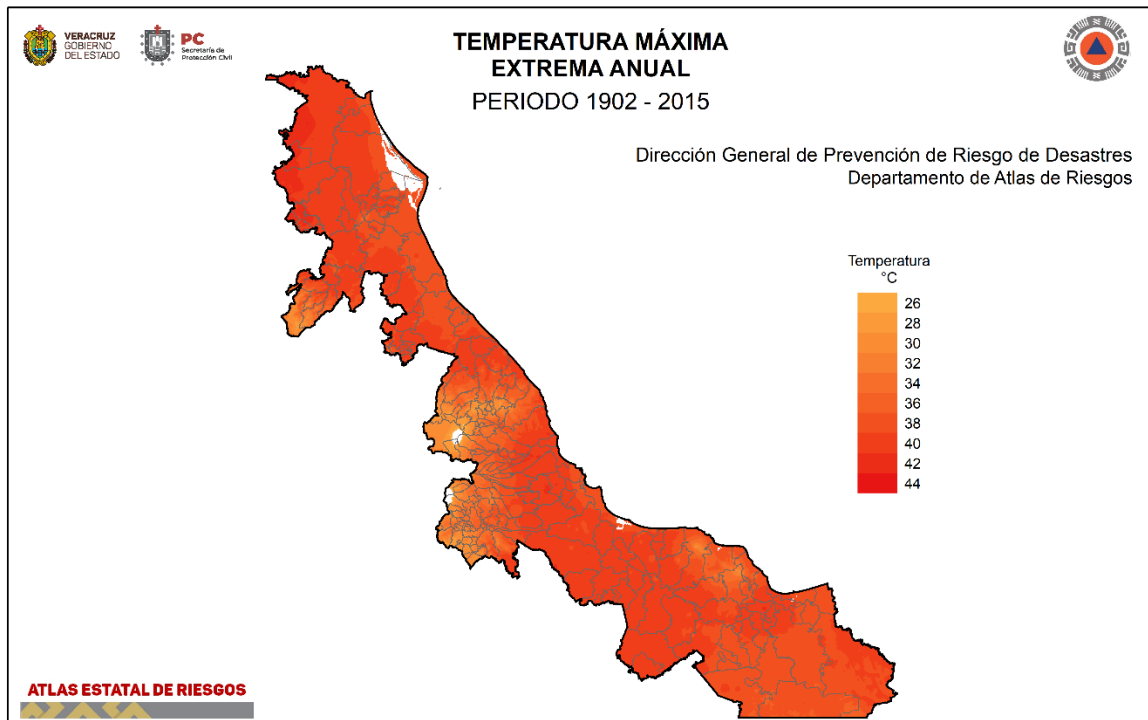 VERACRUZ
GOBIERNO
DEL ESTADO
PC
Secretaría de
Protección Civil
TEMPERATURA MÁXIMA
EXTREMA ANUAL
PERIODO 1902 - 2015
Dirección General de Prevención de Riesgo de Desastres
Departamento de Atlas de Riesgos
Temperatura
°C
26
28
30
32
34
36
38
40
42
44
ATLAS ESTATAL DE RIESGOS